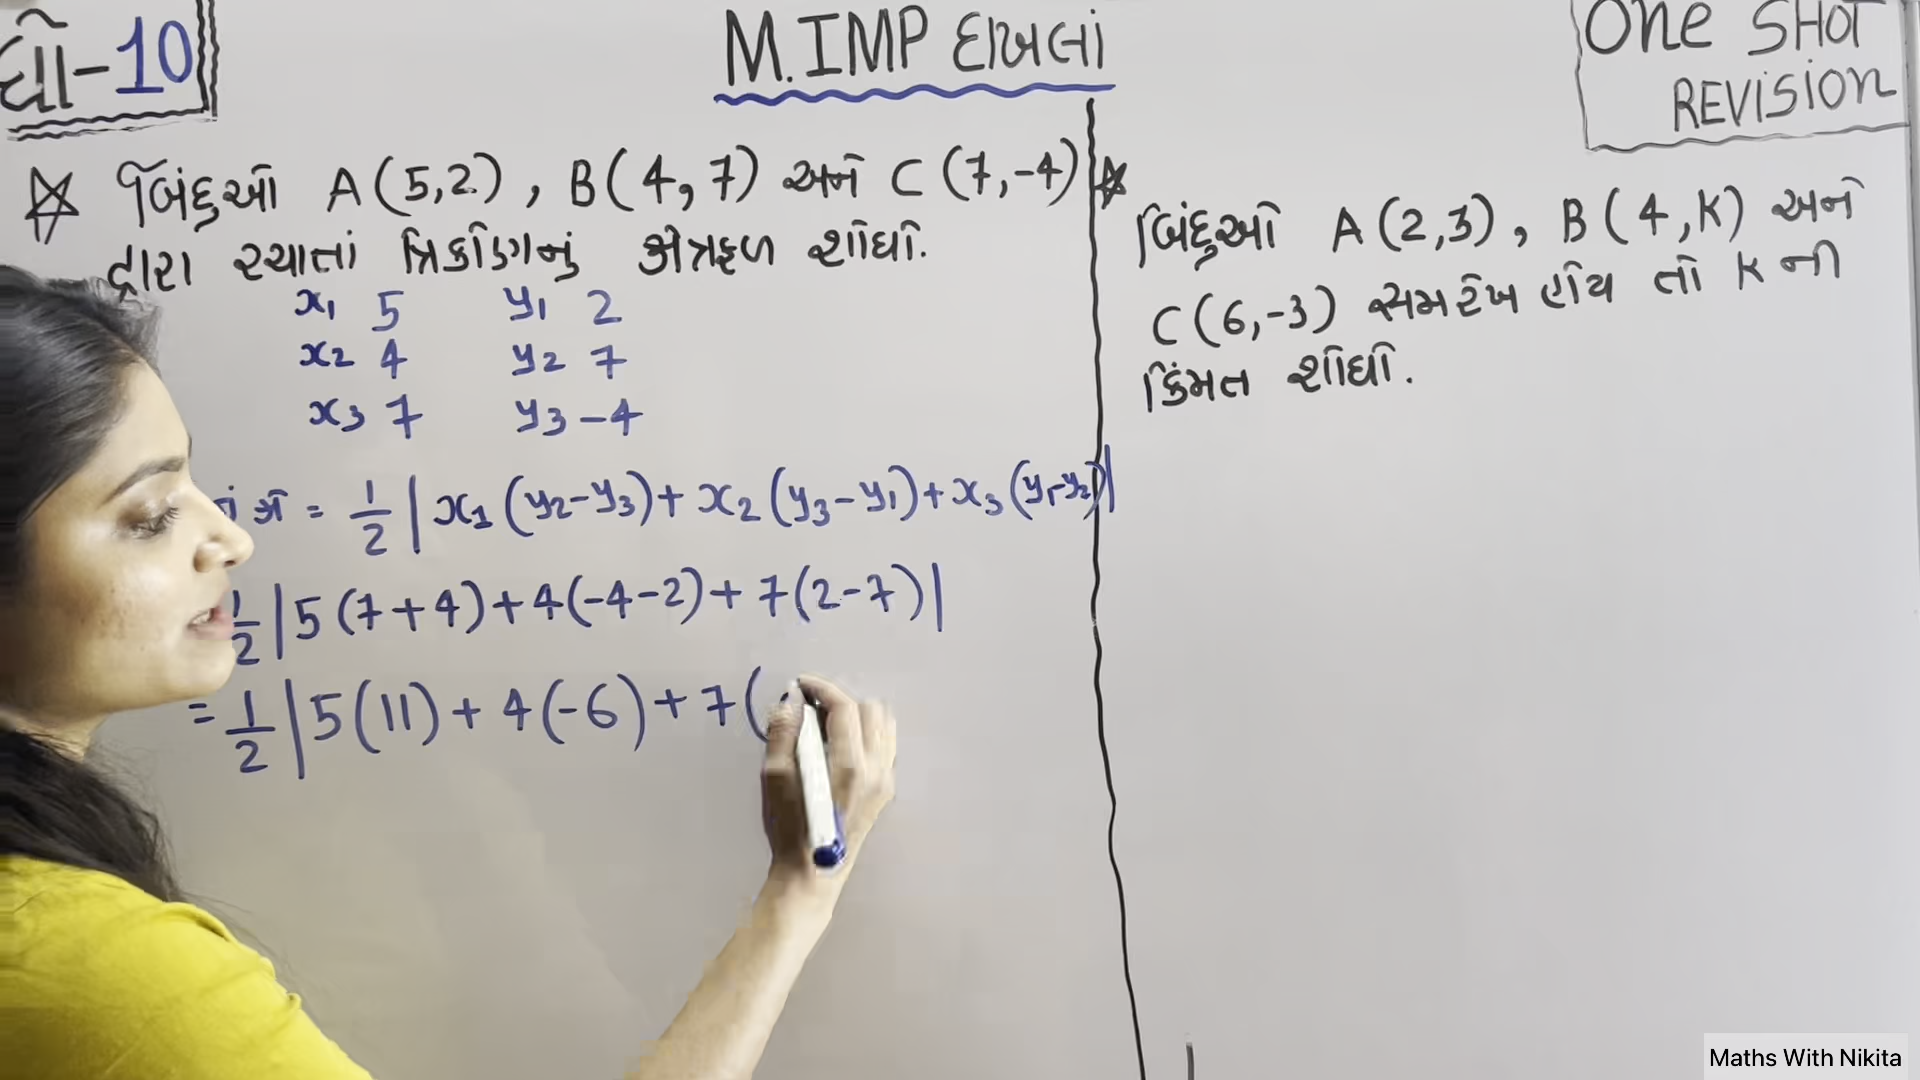 ધો-10
M. IMP દાખલા
One SHOT
REVISION
બિંદુઓ A(5,2), B(4,7) અને C(7,-4)
દ્વારા રચાતાં ત્રિકોણનું ક્ષેત્રફળ શોધો.
x₁ 5 y₁ 2
x₂ 4 y₂ 7
x₃ 7 y₃ -4
= 1/2 | x₁(y₂-y₃)+x₂(y₃-y₁)+x₃(y₁-y₂)|
1/2 |5(7+4)+4(-4-2)+7(2-7)|
= 1/2 |5(11)+4(-6)+7(
બિંદુઓ A(2,3), B(4,K) અને
C(6,-3) સમરેખ હોય તો K ની
કિંમત શોધો.
Maths With Nikita